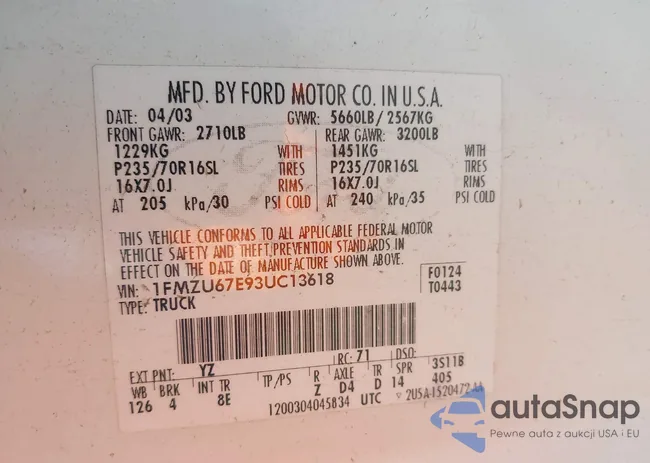 MFD. BY FORD MOTOR CO. IN U.S.A.
DATE: 04/03 GVWR: 5660LB/ 2567KG
FRONT GAWR: 2710LB REAR GAWR: 3200LB
1229KG WITH 1451KG WITH
P235/70R16SL TIRES P235/70R16SL TIRES
16X7.0J RIMS 16X7.0J RIMS
AT 205 kPa/30 PSI COLD AT 240 kPa/35 PSI COLD
THIS VEHICLE CONFORMS TO ALL APPLICABLE FEDERAL MOTOR
VEHICLE SAFETY AND THEFT PREVENTION STANDARDS IN
EFFECT ON THE DATE OF MANUFACTURE SHOWN ABOVE.
VIN: 1FMZU67E93UC13618 F0124
TYPE: TRUCK T0443
EXT PNT: YZ RC: 71 DSO:
WB BRK INT TR TP/PS R AXLE TR SPR 3S11B
126 4 8E Z D4 D 14 405
1200304045834 UTC 2U5A-1520472-AA
autaSnap
Pewne auta z aukcji USA i EU